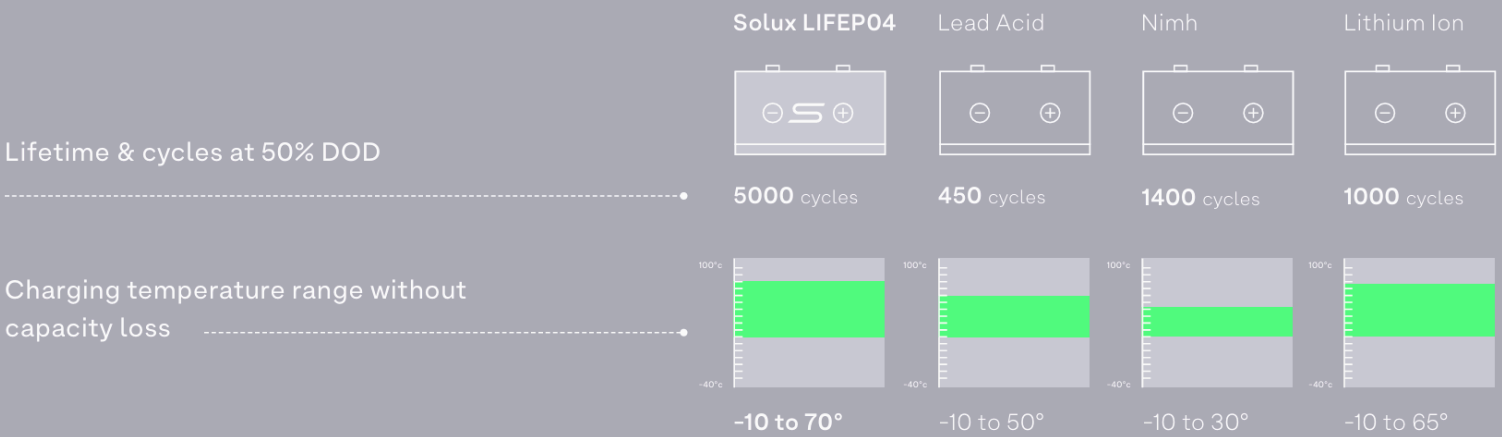 Solux LIFEP04 Lead Acid Nimh Lithium Ion
Lifetime & cycles at 50% DOD
5000 cycles 450 cycles 1400 cycles 1000 cycles
100°c 100°c 100°c 100°c
Charging temperature range without
capacity loss
-40°c -40°c -40°c -40°c
-10 to 70° -10 to 50° -10 to 30° -10 to 65°